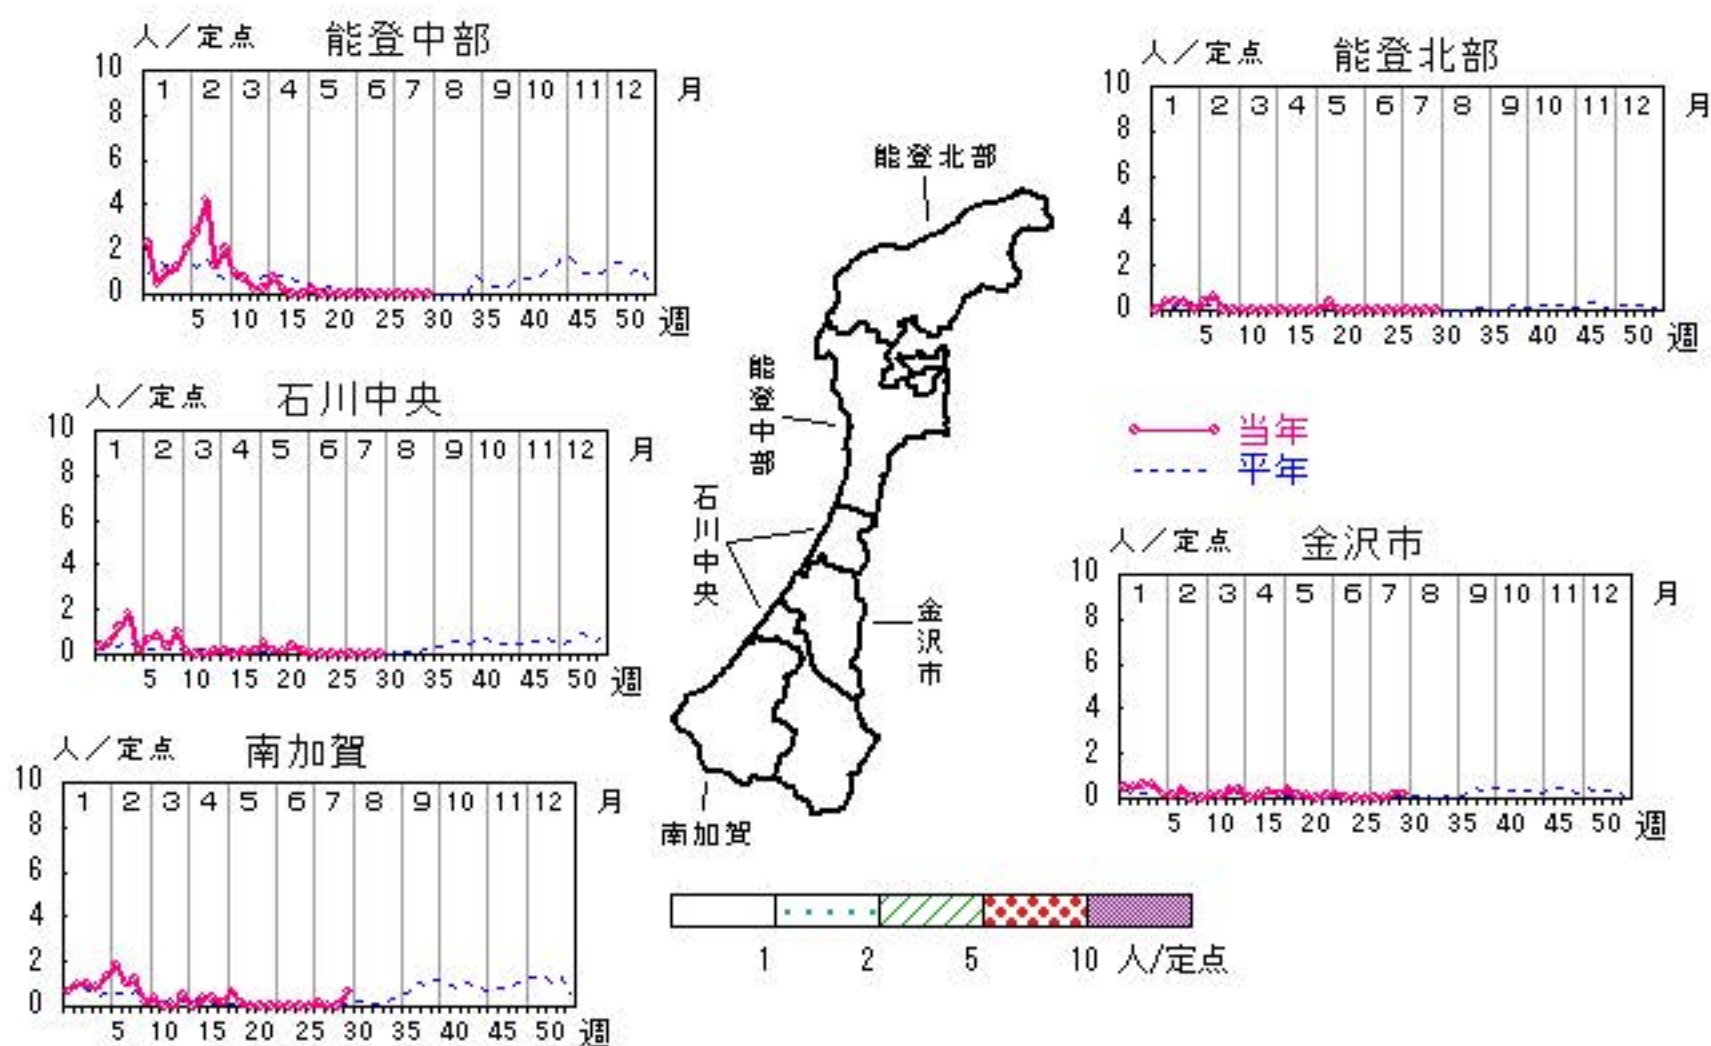 人／定点 能登中部
10 8 6 4 2 0
1 2 3 4 5 6 7 8 9 10 11 12 月
5 10 15 20 25 30 35 40 45 50 週
人／定点 能登北部
10 8 6 4 2 0
1 2 3 4 5 6 7 8 9 10 11 12 月
5 10 15 20 25 30 35 40 45 50 週
人／定点 石川中央
10 8 6 4 2 0
1 2 3 4 5 6 7 8 9 10 11 12 月
5 10 15 20 25 30 35 40 45 50 週
当年
平年
人／定点 金沢市
10 8 6 4 2 0
1 2 3 4 5 6 7 8 9 10 11 12 月
5 10 15 20 25 30 35 40 45 50 週
人／定点 南加賀
10 8 6 4 2 0
1 2 3 4 5 6 7 8 9 10 11 12 月
5 10 15 20 25 30 35 40 45 50 週
能登北部
能登中部
石川中央
金沢市
南加賀
1 2 5 10 人/定点